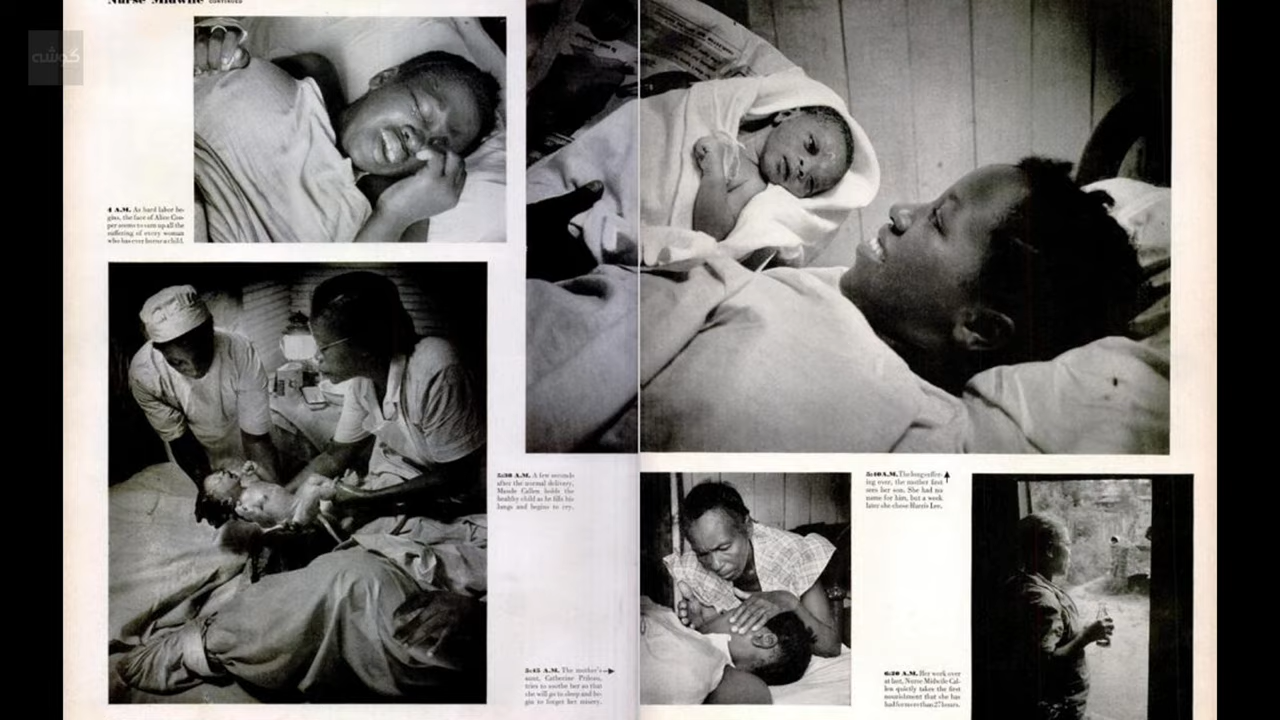 Nurse Midwife CONTINUED
گوشه
4 A.M. As hard labor be-
gins, the face of Alice Coo-
per seems to sum up all the
suffering of every woman
who has ever borne a child.
5:30 A.M. A few seconds
after the normal delivery,
Maude Callen holds the
healthy child as he fills his
lungs and begins to cry.
5:40 A.M. The long suffer-
ing over, the mother first
sees her son. She had no
name for him, but a week
later she chose Harris Lee.
5:45 A.M. The mother's
aunt, Catherine Prileau,
tries to soothe her so that
she will go to sleep and be-
gin to forget her misery.
6:20 A.M. Her work over
at last, Nurse Midwife Cal-
len quietly takes the first
nourishment that she has
had for more than 27 hours.